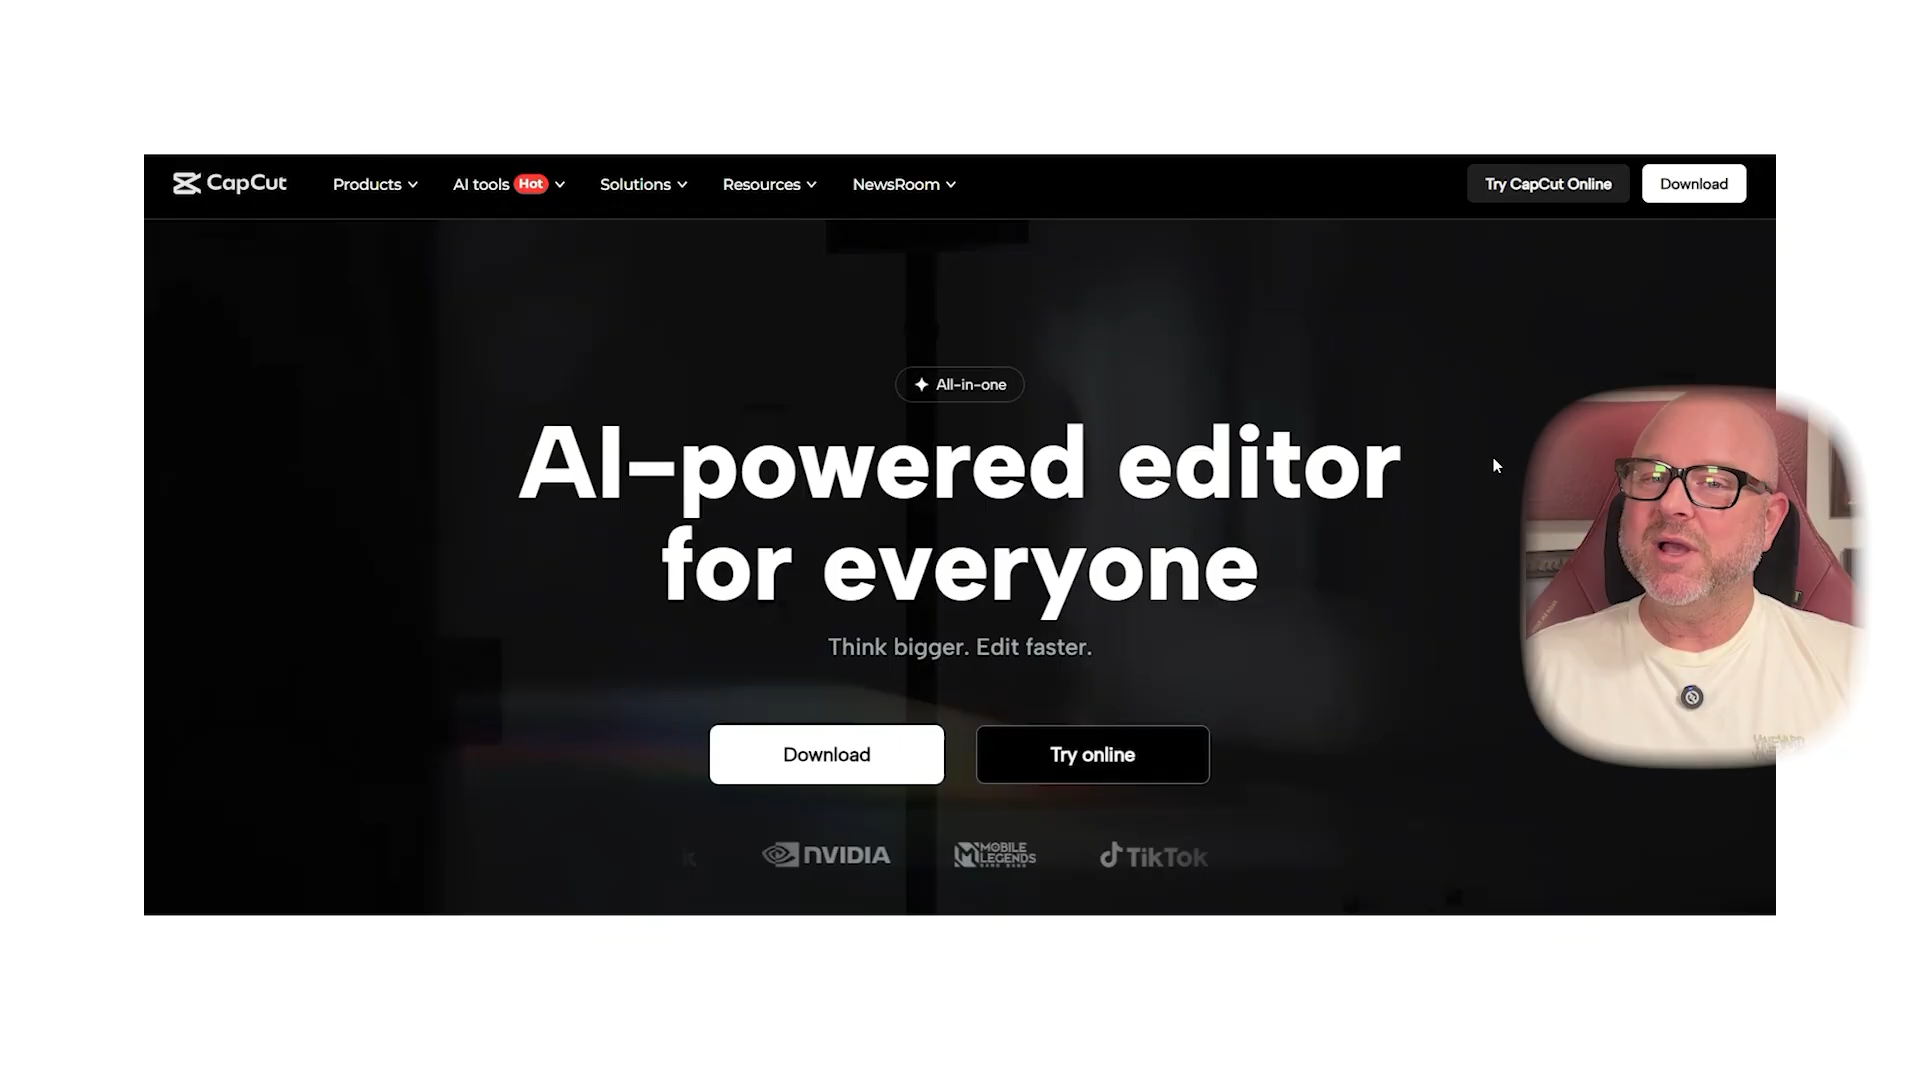 CapCut Products AI tools Hot Solutions Resources NewsRoom Try CapCut Online Download
All-in-one
AI-powered editor
for everyone
Think bigger. Edit faster.
Download Try online
NVIDIA MOBILE LEGENDS TikTok